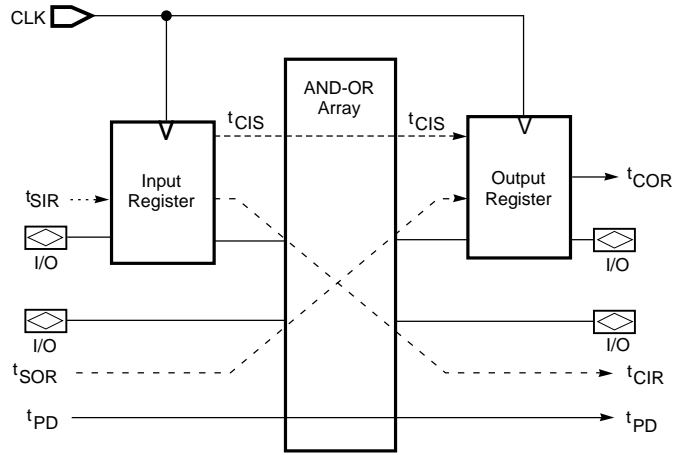 CLK
AND-OR
Array
tCIS
tCIS
Input
Register
Output
Register
tSIR
tCOR
I/O
I/O
I/O
I/O
tSOR
tCIR
tPD
tPD